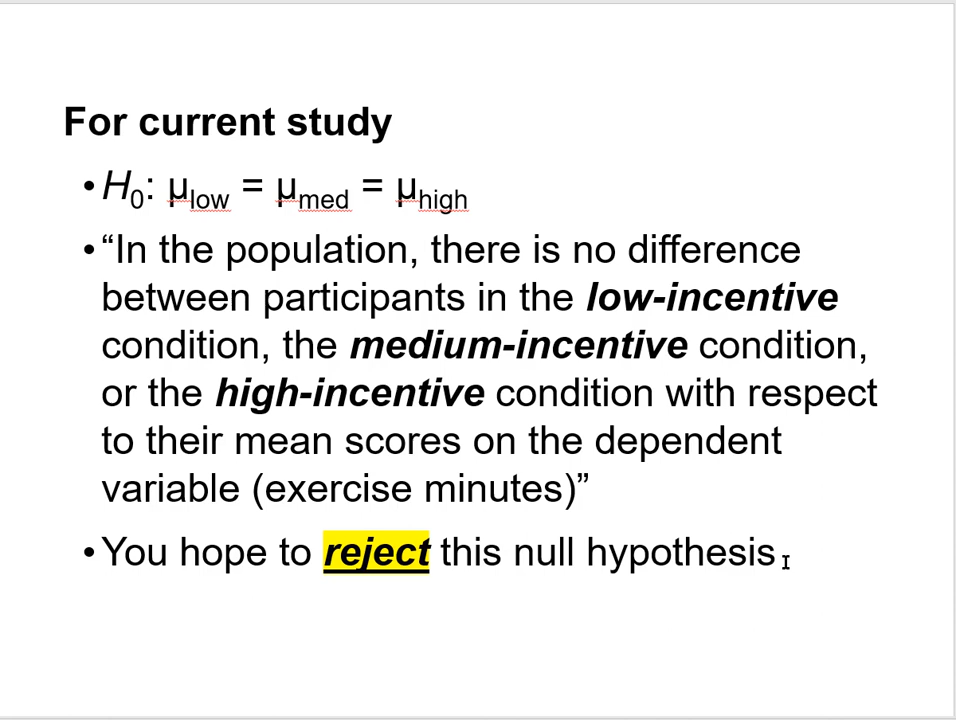 For current study
• H₀: μlow = μmed = μhigh
• “In the population, there is no difference
between participants in the low-incentive
condition, the medium-incentive condition,
or the high-incentive condition with respect
to their mean scores on the dependent
variable (exercise minutes)”
• You hope to reject this null hypothesis